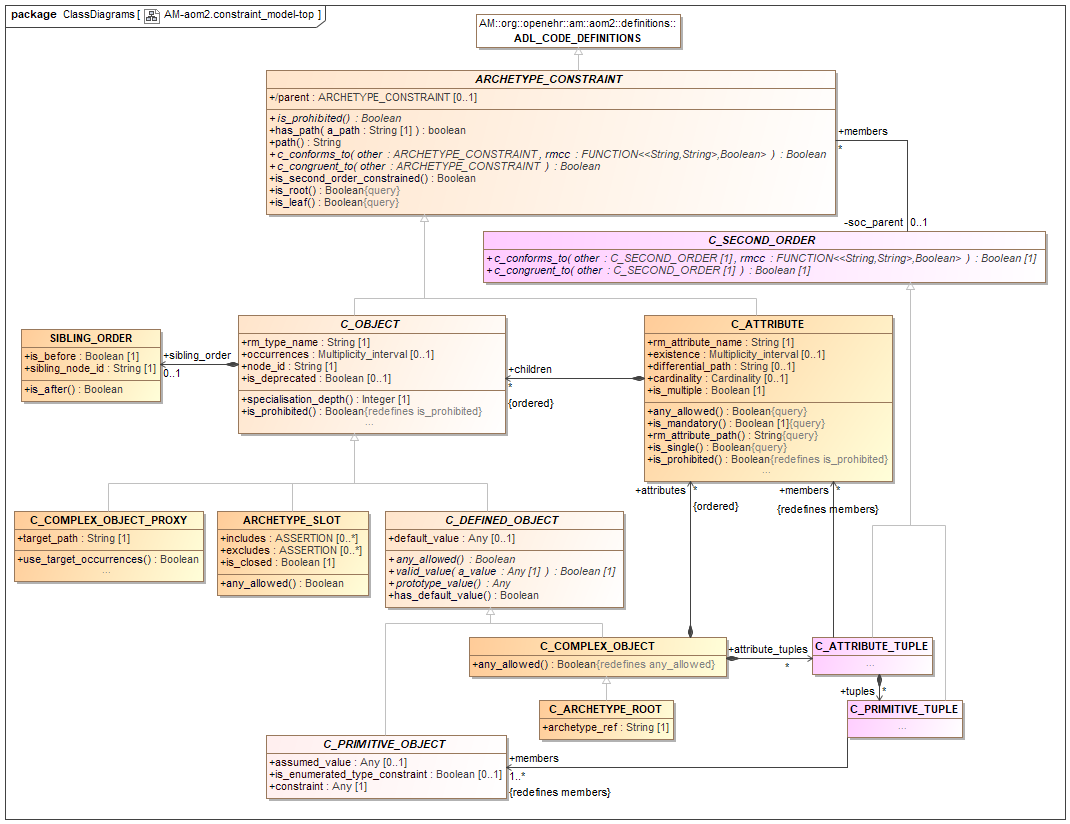 package ClassDiagrams [ AM-aom2.constraint_model-top ]
AM::org::openehr::am::aom2::definitions::
ADL_CODE_DEFINITIONS
ARCHETYPE_CONSTRAINT
+/parent : ARCHETYPE_CONSTRAINT [0..1]
+is_prohibited() : Boolean
+has_path( a_path : String [1] ) : boolean
+path() : String
+c_conforms_to( other : ARCHETYPE_CONSTRAINT, rmcc : FUNCTION<<String,String>,Boolean> ) : Boolean
+c_congruent_to( other : ARCHETYPE_CONSTRAINT ) : Boolean
+is_second_order_constrained() : Boolean
+is_root() : Boolean{query}
+is_leaf() : Boolean{query}
+members
*
-soc_parent 0..1
C_SECOND_ORDER
+c_conforms_to( other : C_SECOND_ORDER [1], rmcc : FUNCTION<<String,String>,Boolean> ) : Boolean [1]
+c_congruent_to( other : C_SECOND_ORDER [1] ) : Boolean [1]
SIBLING_ORDER
+is_before : Boolean [1]
+sibling_node_id : String [1]
+is_after() : Boolean
+sibling_order
0..1
C_OBJECT
+rm_type_name : String [1]
+occurrences : Multiplicity_interval [0..1]
+node_id : String [1]
+is_deprecated : Boolean [0..1]
+specialisation_depth() : Integer [1]
+is_prohibited() : Boolean{redefines is_prohibited}
...
+children
*
{ordered}
C_ATTRIBUTE
+rm_attribute_name : String [1]
+existence : Multiplicity_interval [0..1]
+differential_path : String [0..1]
+cardinality : Cardinality [0..1]
+is_multiple : Boolean [1]
+any_allowed() : Boolean{query}
+is_mandatory() : Boolean [1]{query}
+rm_attribute_path() : String{query}
+is_single() : Boolean{query}
+is_prohibited() : Boolean{redefines is_prohibited}
...
+attributes *
{ordered}
+members *
{redefines members}
C_COMPLEX_OBJECT_PROXY
+target_path : String [1]
+use_target_occurrences() : Boolean
...
ARCHETYPE_SLOT
+includes : ASSERTION [0..*]
+excludes : ASSERTION [0..*]
+is_closed : Boolean [1]
+any_allowed() : Boolean
C_DEFINED_OBJECT
+default_value : Any [0..1]
+any_allowed() : Boolean
+valid_value( a_value : Any [1] ) : Boolean [1]
+prototype_value() : Any
+has_default_value() : Boolean
C_COMPLEX_OBJECT
+any_allowed() : Boolean{redefines any_allowed}
+attribute_tuples
*
C_ATTRIBUTE_TUPLE
...
+tuples *
C_ARCHETYPE_ROOT
+archetype_ref : String [1]
C_PRIMITIVE_TUPLE
...
C_PRIMITIVE_OBJECT
+assumed_value : Any [0..1]
+is_enumerated_type_constraint : Boolean [0..1]
+constraint : Any [1]
+members
1..*
{redefines members}